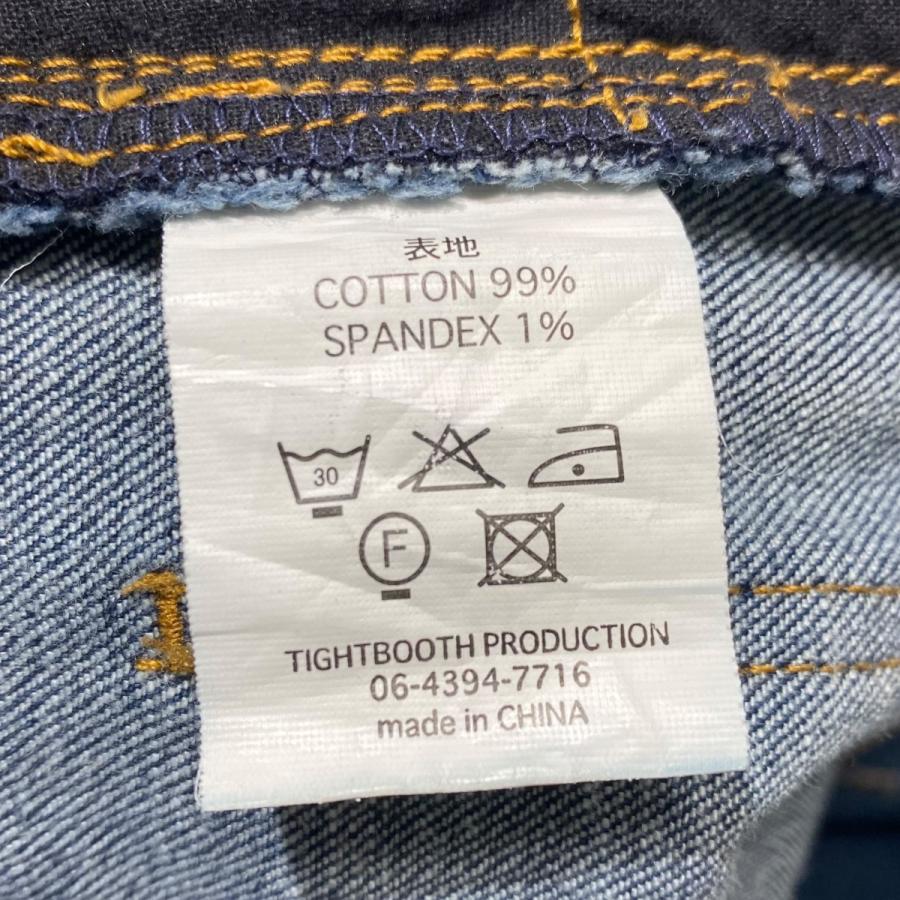 表地
COTTON 99%
SPANDEX 1%
30
F
TIGHTBOOTH PRODUCTION
06-4394-7716
made in CHINA